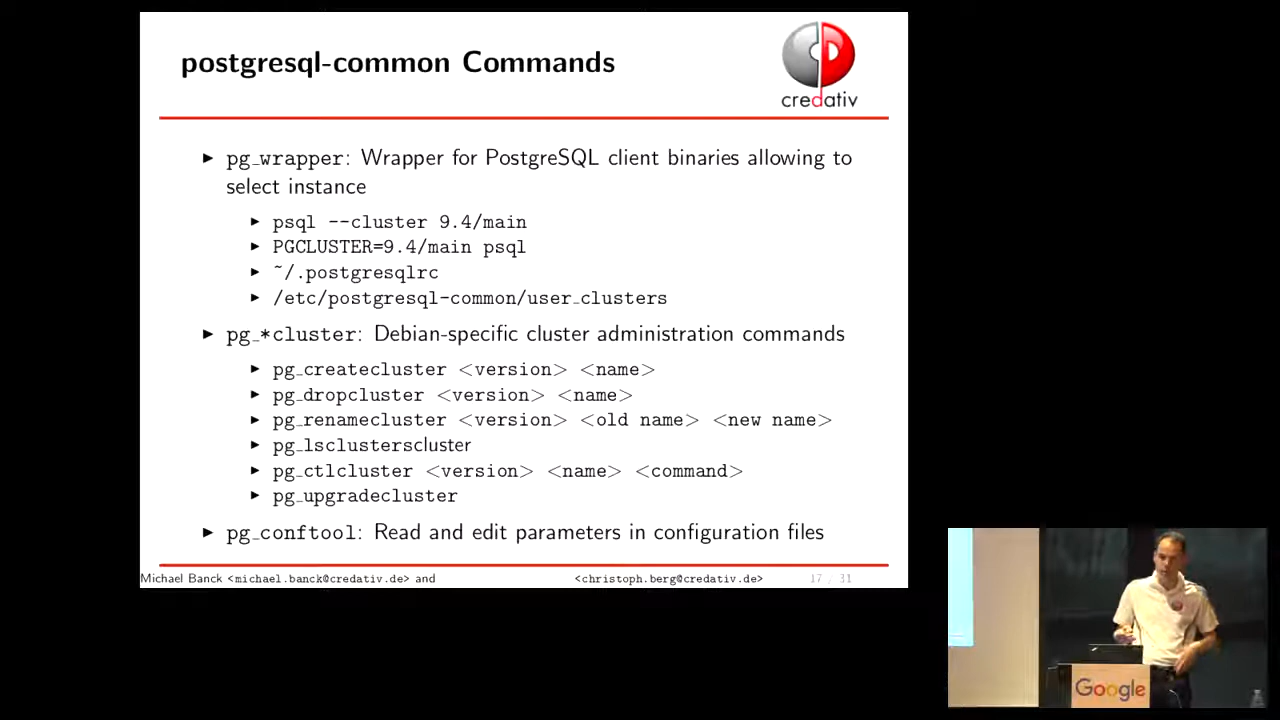 postgresql-common Commands
credativ
▶ pg_wrapper: Wrapper for PostgreSQL client binaries allowing to
select instance
▶ psql --cluster 9.4/main
▶ PGCLUSTER=9.4/main psql
▶ ~/.postgresqlrc
▶ /etc/postgresql-common/user_clusters
▶ pg_*cluster: Debian-specific cluster administration commands
▶ pg_createcluster <version> <name>
▶ pg_dropcluster <version> <name>
▶ pg_renamecluster <version> <old name> <new name>
▶ pg_lsclusterscluster
▶ pg_ctlcluster <version> <name> <command>
▶ pg_upgradecluster
▶ pg_conftool: Read and edit parameters in configuration files
Michael Banck <michael.banck@credativ.de> and <christoph.berg@credativ.de> 17 / 31
Google